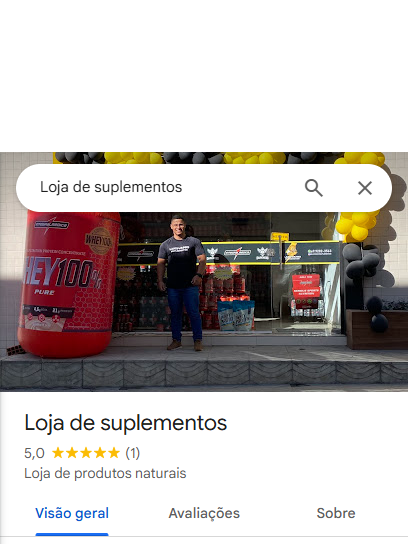 Loja de suplementos
WHEY
HEY100%
PURE
Loja de suplementos
5,0 ★★★★★ (1)
Loja de produtos naturais
Visão geral Avaliações Sobre